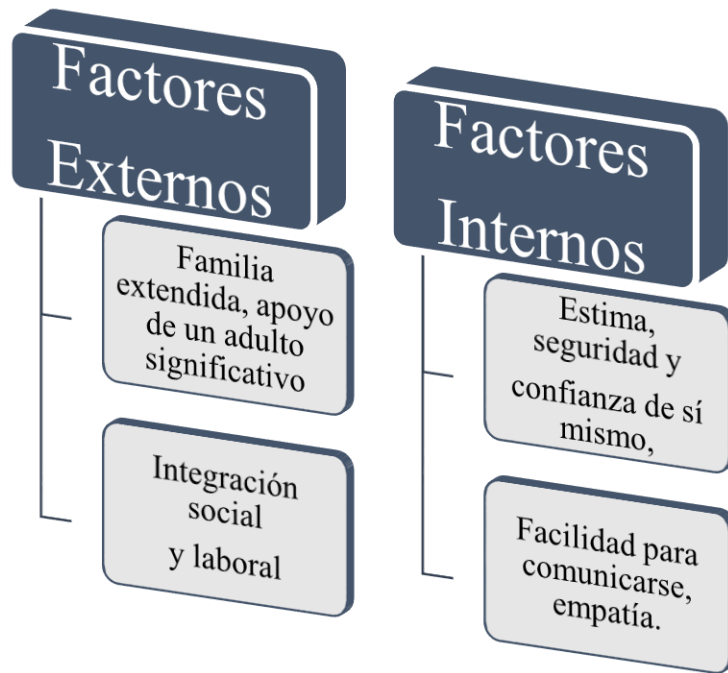 Factores
Externos
Familia
extendida, apoyo
de un adulto
significativo
Integración
social
y laboral
Factores
Internos
Estima,
seguridad y
confianza de sí
mismo,
Facilidad para
comunicarse,
empatía.